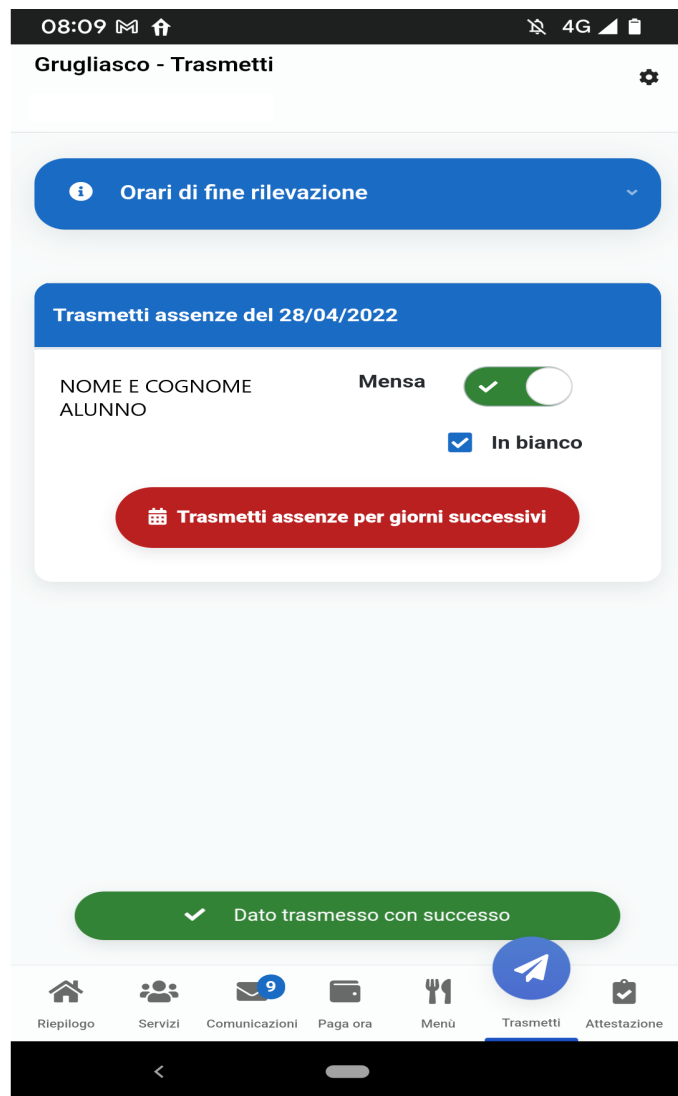 08:09 4G
Grugliasco - Trasmetti
Orari di fine rilevazione
Trasmetti assenze del 28/04/2022
NOME E COGNOME
ALUNNO
Mensa
In bianco
Trasmetti assenze per giorni successivi
Dato trasmesso con successo
9
Riepilogo Servizi Comunicazioni Paga ora Menù Trasmetti Attestazione